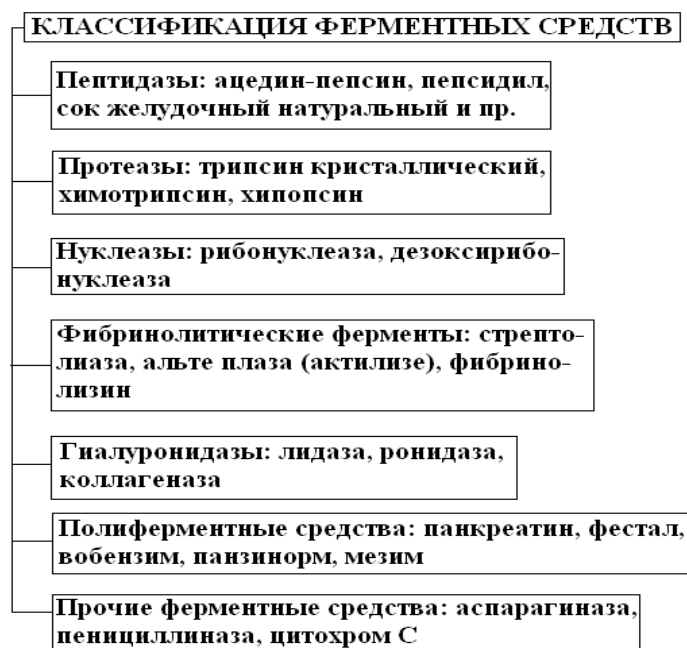 КЛАССИФИКАЦИЯ ФЕРМЕНТНЫХ СРЕДСТВ
Пептидазы: ацедин-пепсин, пепсидил,
сок желудочный натуральный и пр.
Протеазы: трипсин кристаллический,
химотрипсин, хипопсин
Нуклеазы: рибонуклеаза, дезоксирибо-
нуклеаза
Фибринолитические ферменты: стрепто-
лиаза, альте плаза (актилизе), фибрино-
лизин
Гиалуронидазы: лидаза, ронидаза,
коллагеназа
Полиферментные средства: панкреатин, фестал,
вобензим, панзинорм, мезим
Прочие ферментные средства: аспарагиназа,
пенициллиназа, цитохром С